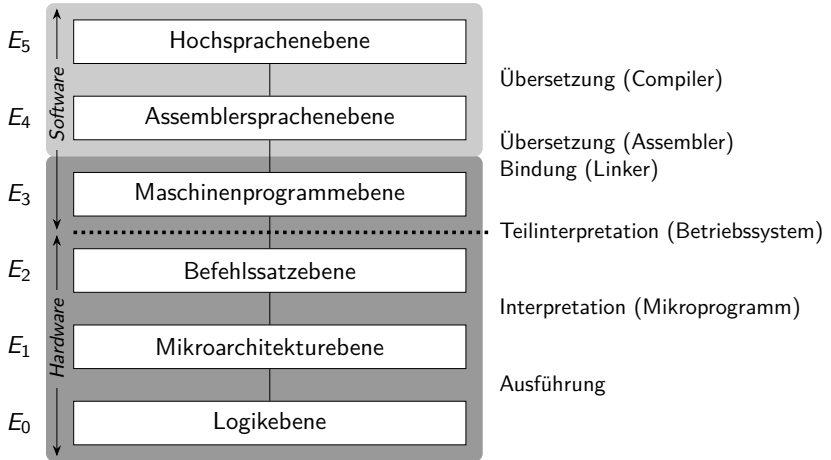 E5 Hochsprachenebene
Übersetzung (Compiler)
E4 Assemblersprachenebene
Software
Übersetzung (Assembler)
Bindung (Linker)
E3 Maschinenprogrammebene
Teilinterpretation (Betriebssystem)
E2 Befehlssatzebene
Interpretation (Mikroprogramm)
Hardware
E1 Mikroarchitekturebene
Ausführung
E0 Logikebene